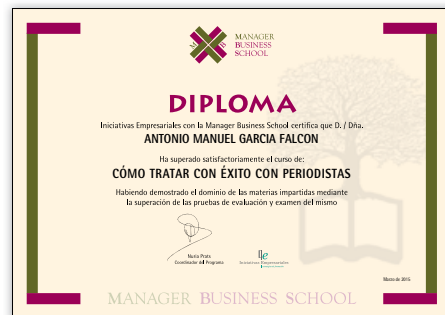 M B S
MANAGER
BUSINESS
SCHOOL
DIPLOMA
Iniciativas Empresariales con la Manager Business School certifica que D. / Dña.
ANTONIO MANUEL GARCIA FALCON
Ha superado satisfactoriamente el curso de:
CÓMO TRATAR CON ÉXITO CON PERIODISTAS
Habiendo demostrado el dominio de las materias impartidas mediante
la superación de las pruebas de evaluación y examen del mismo
Nuria Prats
Coordinador del Programa
Iniciativas Empresariales
MANAGER BUSINESS SCHOOL